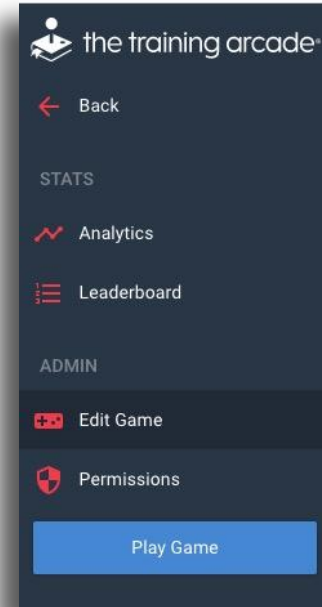 the training arcade®
Back
STATS
Analytics
Leaderboard
ADMIN
Edit Game
Permissions
Play Game